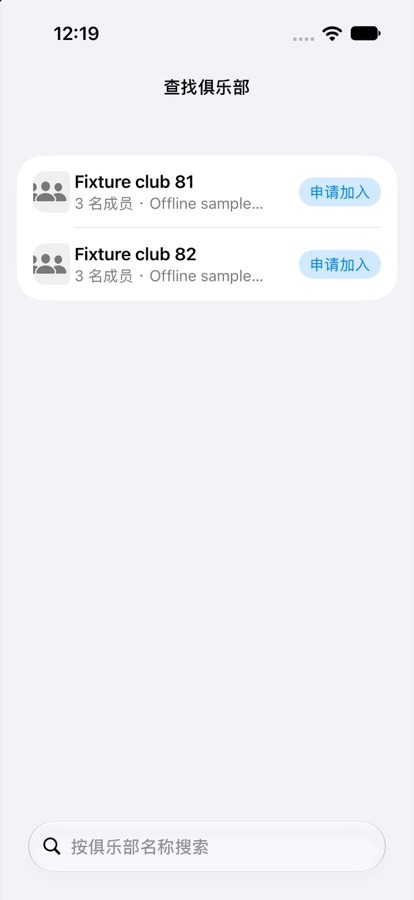 12:19
查找俱乐部
Fixture club 81
3 名成员 · Offline sample...
申请加入
Fixture club 82
3 名成员 · Offline sample...
申请加入
按俱乐部名称搜索